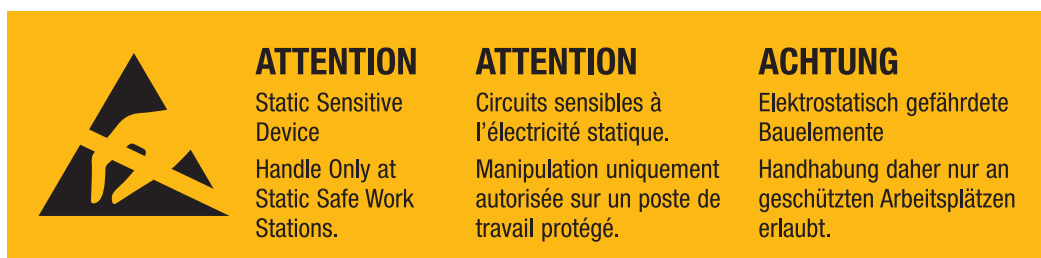 ATTENTION
Static Sensitive
Device
Handle Only at
Static Safe Work
Stations.
ATTENTION
Circuits sensibles à
l’électricité statique.
Manipulation uniquement
autorisée sur un poste de
travail protégé.
ACHTUNG
Elektrostatisch gefährdete
Bauelemente
Handhabung daher nur an
geschützten Arbeitsplätzen
erlaubt.